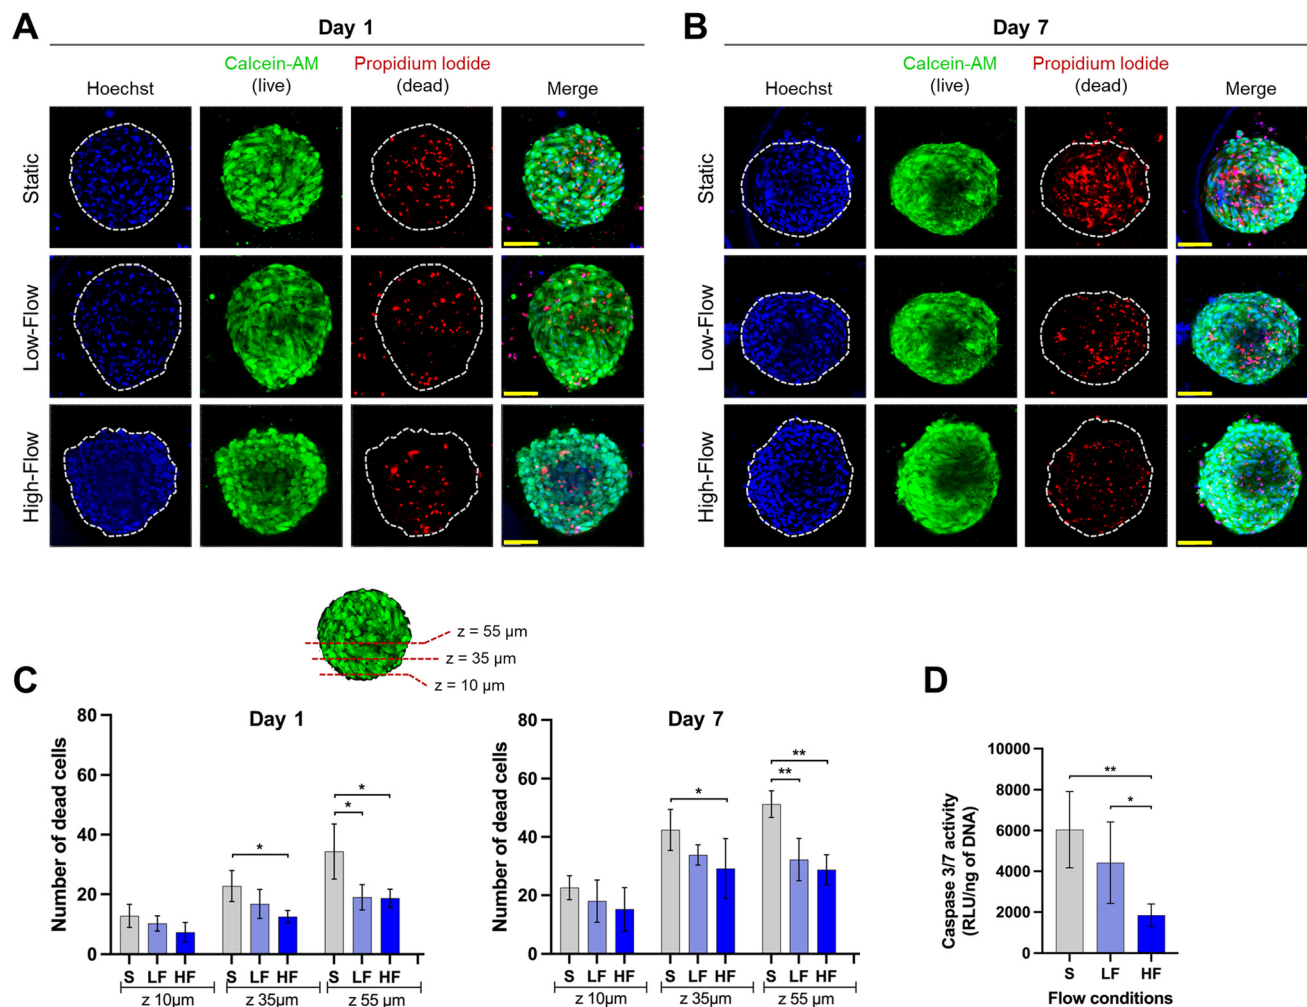 A
Day 1
Hoechst
Calcein-AM
(live)
Propidium Iodide
(dead)
Merge
Static
Low-Flow
High-Flow
B
Day 7
Hoechst
Calcein-AM
(live)
Propidium Iodide
(dead)
Merge
Static
Low-Flow
High-Flow
z = 55 µm
z = 35 µm
z = 10 µm
C
Day 1
Number of dead cells
80
60
40
20
0
*
*
*
S LF HF S LF HF S LF HF
z 10µm z 35µm z 55 µm
Day 7
Number of dead cells
80
60
40
20
0
*
**
**
S LF HF S LF HF S LF HF
z 10µm z 35µm z 55 µm
D
Caspase 3/7 activity
(RLU/ng of DNA)
10000
8000
6000
4000
2000
0
**
*
S LF HF
Flow conditions